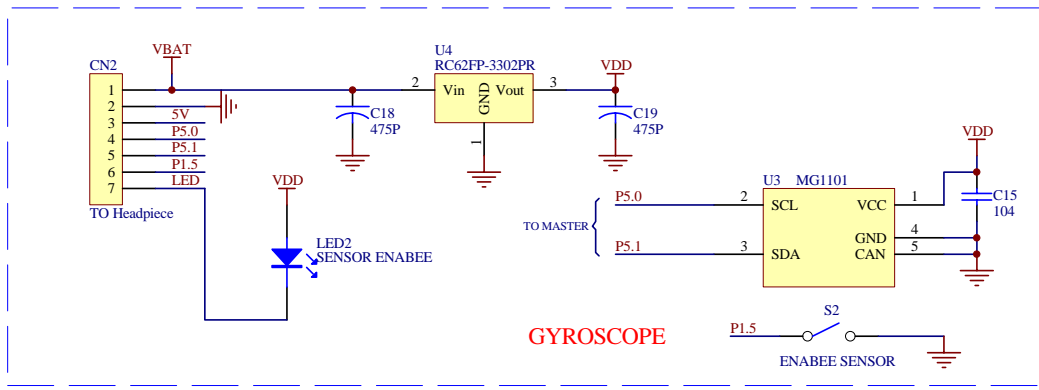 VBAT
CN2
1
2
3
4
5
6
7
5V
P5.0
P5.1
P1.5
LED
TO Headpiece
VDD
LED2
SENSOR ENABEE
C18
475P
U4
RC62FP-3302PR
2
Vin
GND
Vout
3
1
VDD
C19
475P
TO MASTER
P5.0
P5.1
U3 MG1101
2
SCL
3
SDA
VCC
1
GND
4
CAN
5
VDD
C15
104
GYROSCOPE
P1.5
S2
ENABEE SENSOR